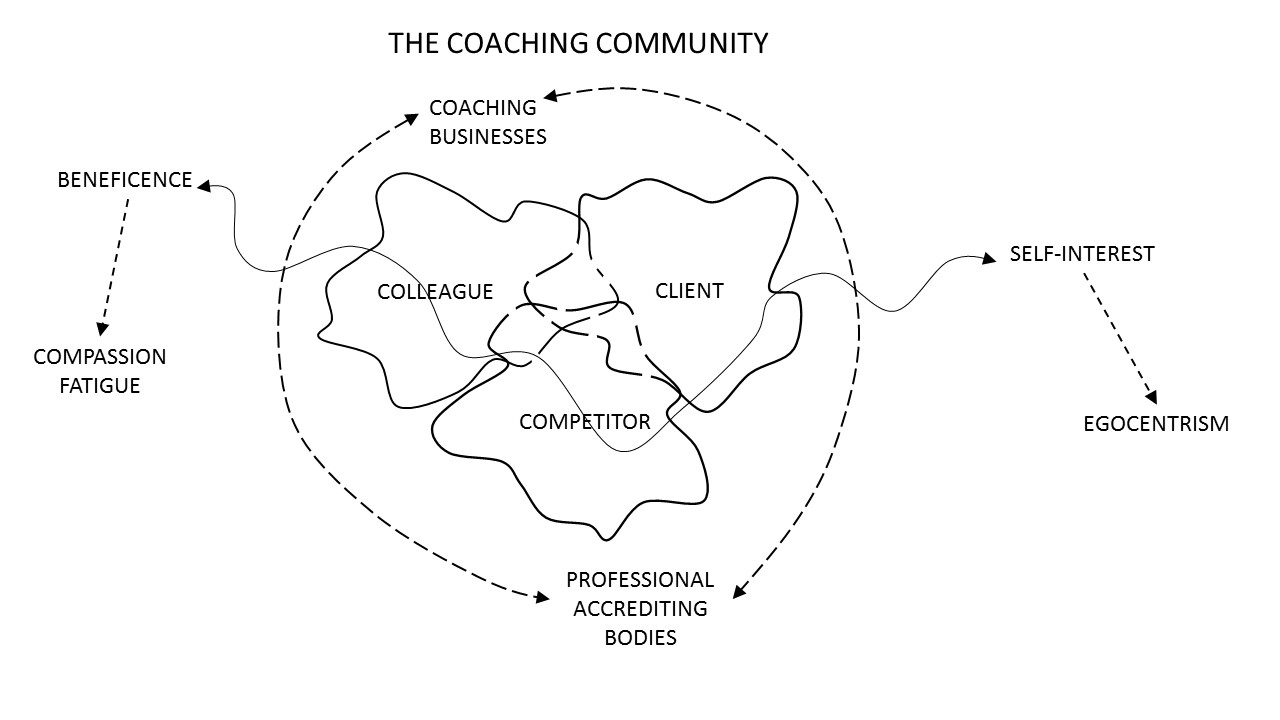 THE COACHING COMMUNITY
COACHING
BUSINESSES
BENEFICENCE
SELF-INTEREST
COLLEAGUE
CLIENT
COMPASSION
FATIGUE
COMPETITOR
EGOCENTRISM
PROFESSIONAL
ACCREDITING
BODIES